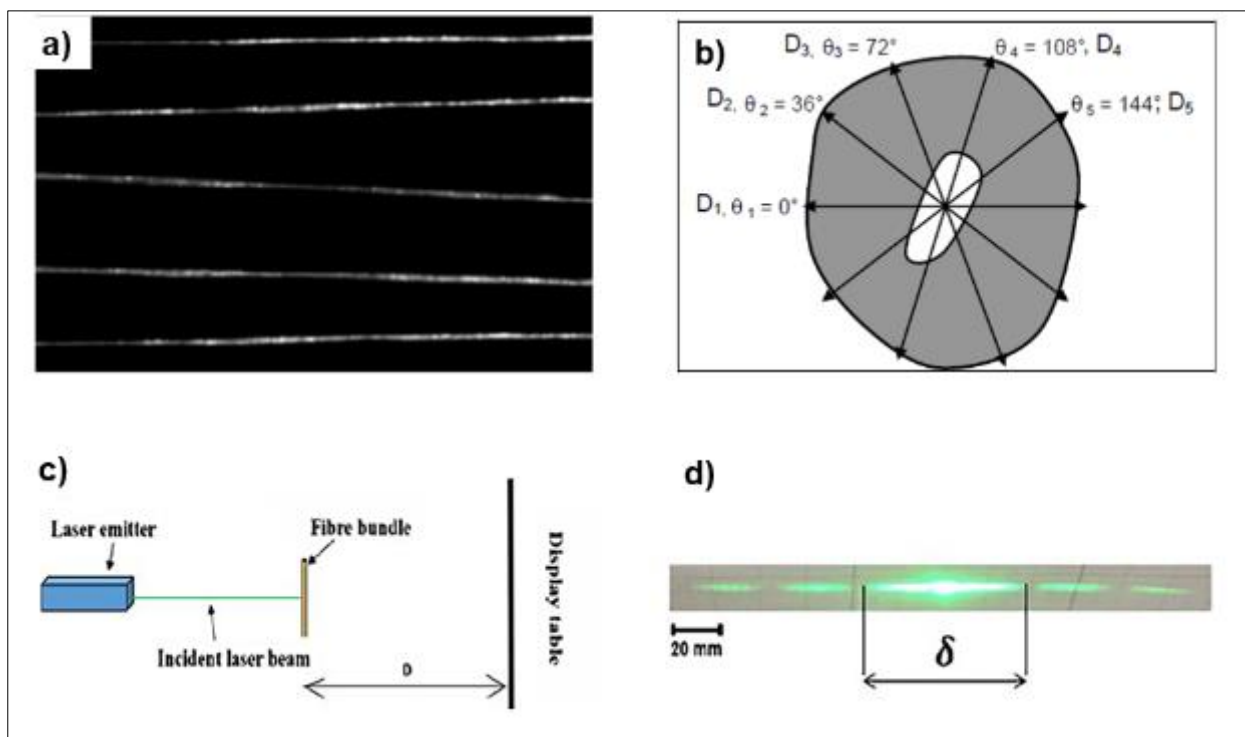 a)
b)
D3, θ3 = 72°
θ4 = 108°, D4
D2, θ2 = 36°
θ5 = 144°, D5
D1, θ1 = 0°
c)
Laser emitter
Fibre bundle
Display table
Incident laser beam
D
d)
20 mm
δ